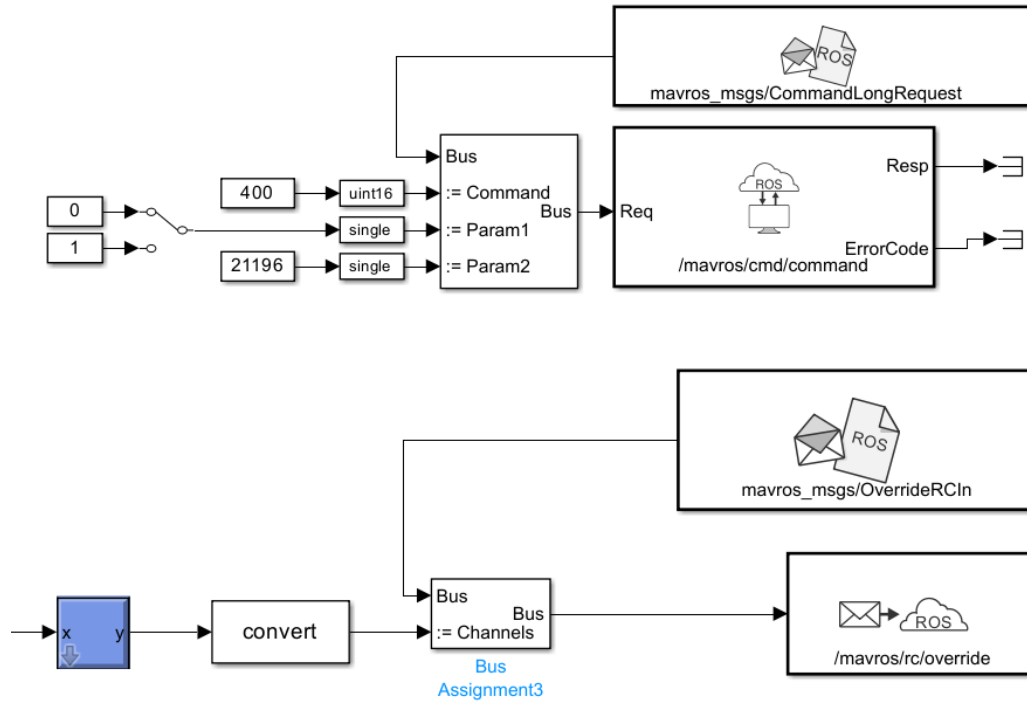 ROS
mavros_msgs/CommandLongRequest
Bus
400
uint16
:= Command
0
Bus
single
:= Param1
1
21196
single
:= Param2
Req
ROS
Resp
ErrorCode
/mavros/cmd/command
ROS
mavros_msgs/OverrideRCIn
x
y
convert
Bus
Bus
:= Channels
Bus
Assignment3
ROS
/mavros/rc/override